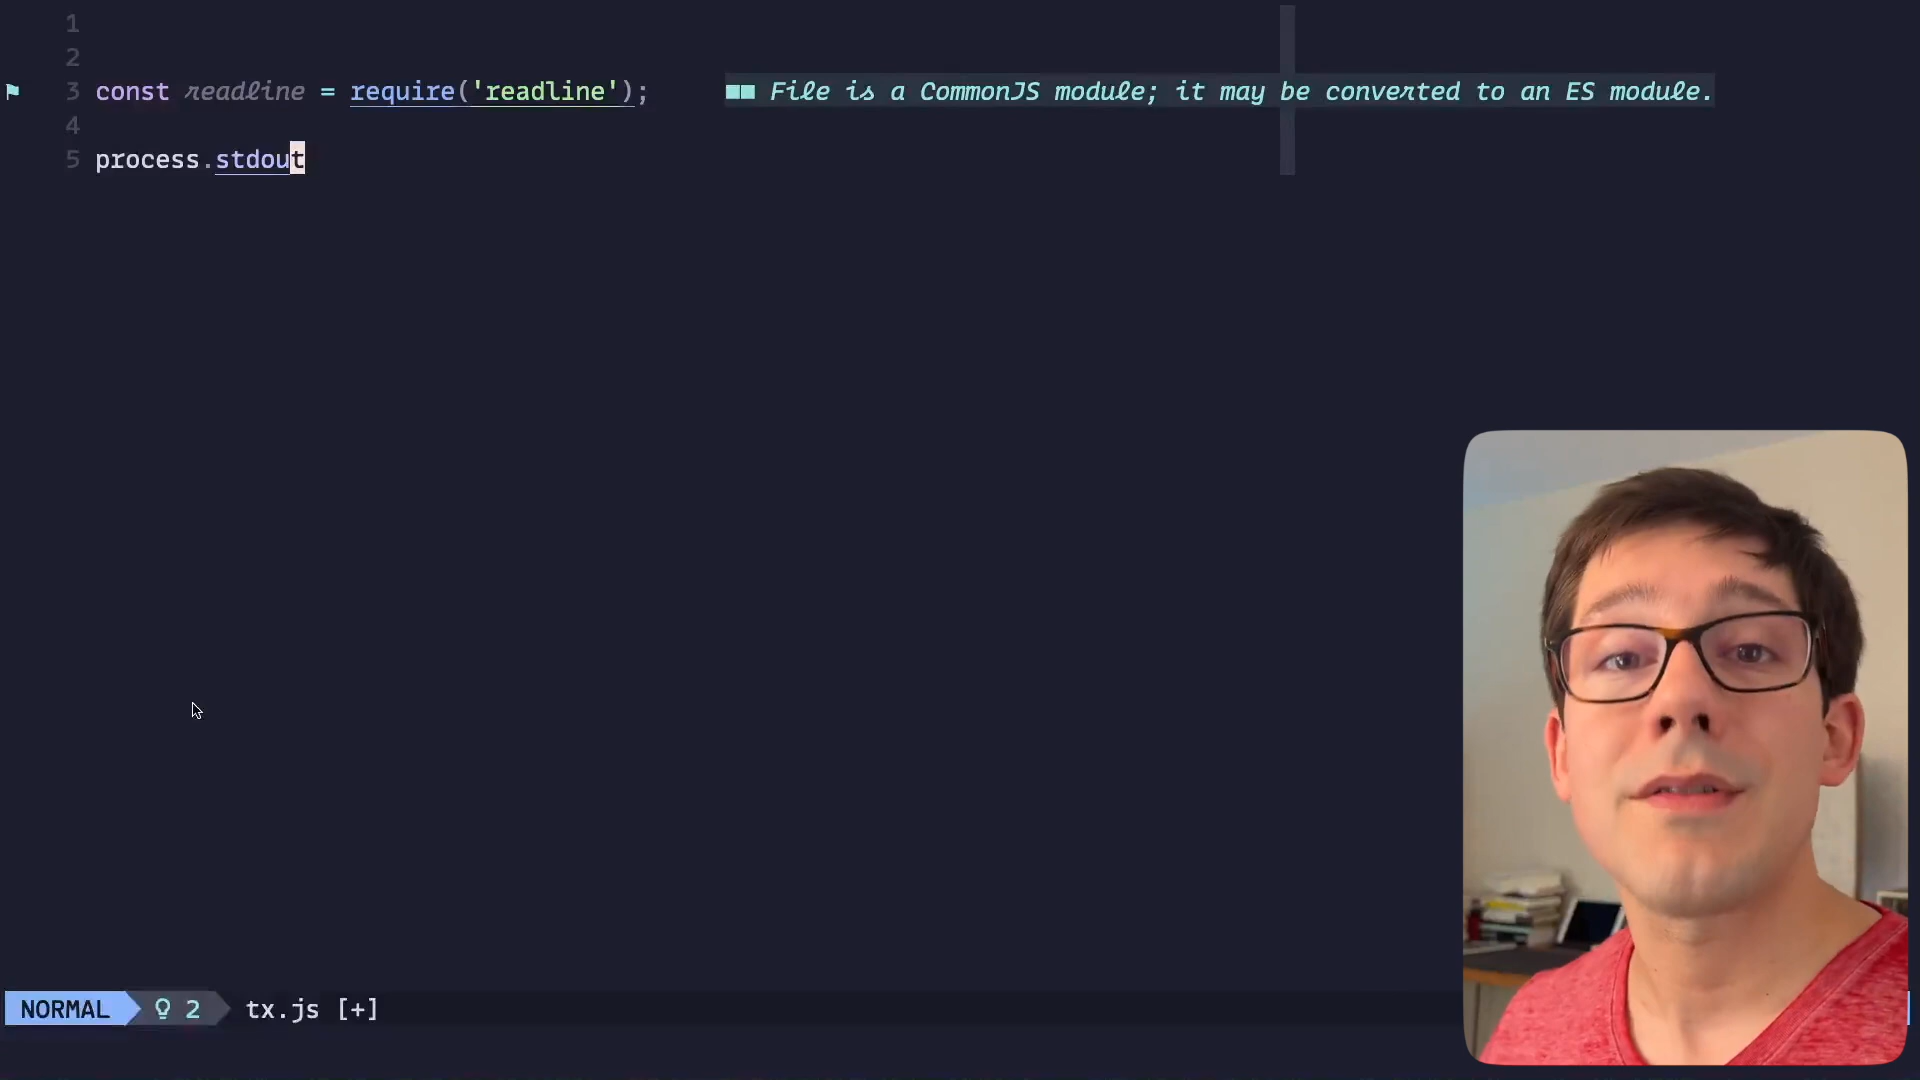 1
2
3 const readline = require('readline'); ■■ File is a CommonJS module; it may be converted to an ES module.
4
5 process.stdout
NORMAL 2 tx.js [+]